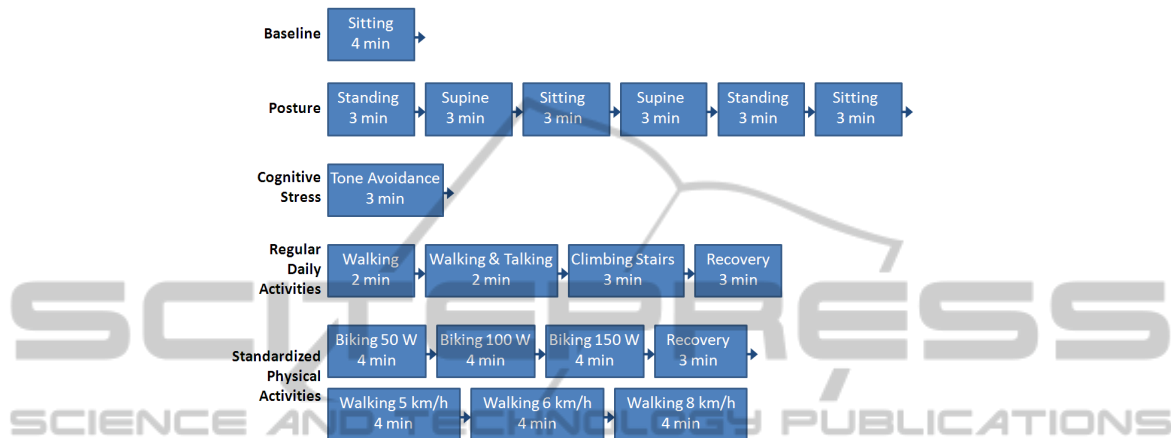 Baseline
Sitting
4 min
Posture
Standing
3 min
Supine
3 min
Sitting
3 min
Supine
3 min
Standing
3 min
Sitting
3 min
Cognitive
Stress
Tone Avoidance
3 min
Regular
Daily
Activities
Walking
2 min
Walking & Talking
2 min
Climbing Stairs
3 min
Recovery
3 min
Standardized
Physical
Activities
Biking 50 W
4 min
Biking 100 W
4 min
Biking 150 W
4 min
Recovery
3 min
Walking 5 km/h
4 min
Walking 6 km/h
4 min
Walking 8 km/h
4 min
SCITEPRESS
SCIENCE AND TECHNOLOGY PUBLICATIONS